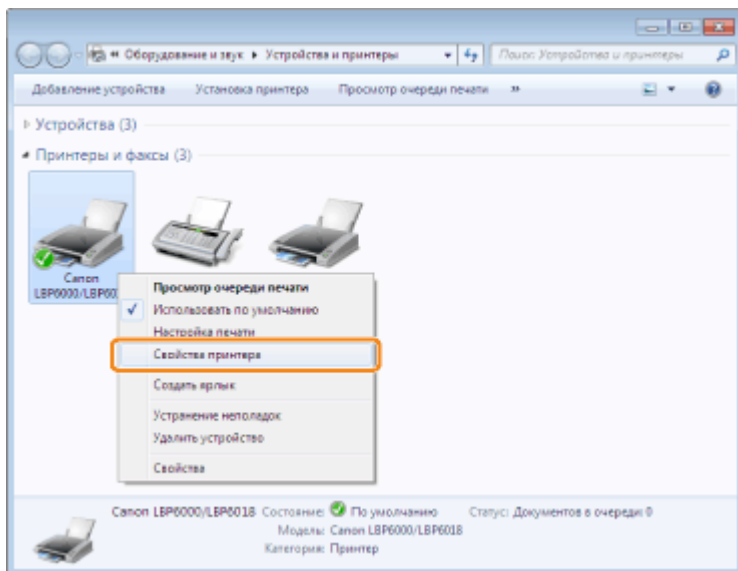 « Оборудование и звук ▸ Устройства и принтеры
Поиск: Устройства и принтеры
Добавление устройства Установка принтера Просмотр очереди печати »
Устройства (3)
Принтеры и факсы (3)
Canon
LBP6000/LBP60
Просмотр очереди печати
Использовать по умолчанию
Настройка печати
Свойства принтера
Создать ярлык
Устранение неполадок
Удалить устройство
Свойства
Canon LBP6000/LBP6018 Состояние: По умолчанию Статус: Документов в очереди: 0
Модель: Canon LBP6000/LBP6018
Категория: Принтер